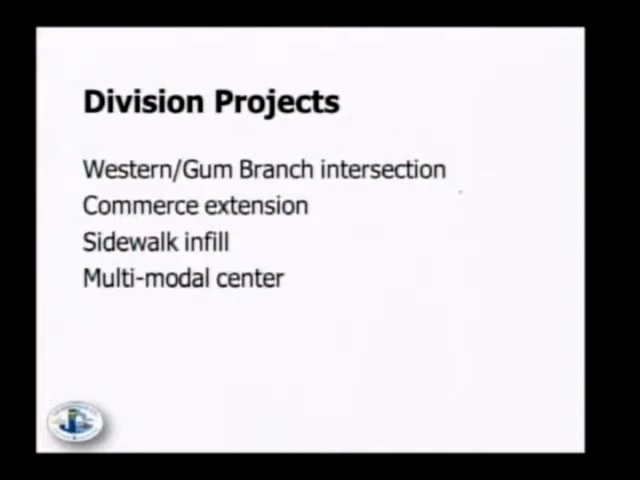 Division Projects
Western/Gum Branch intersection
Commerce extension
Sidewalk infill
Multi-modal center